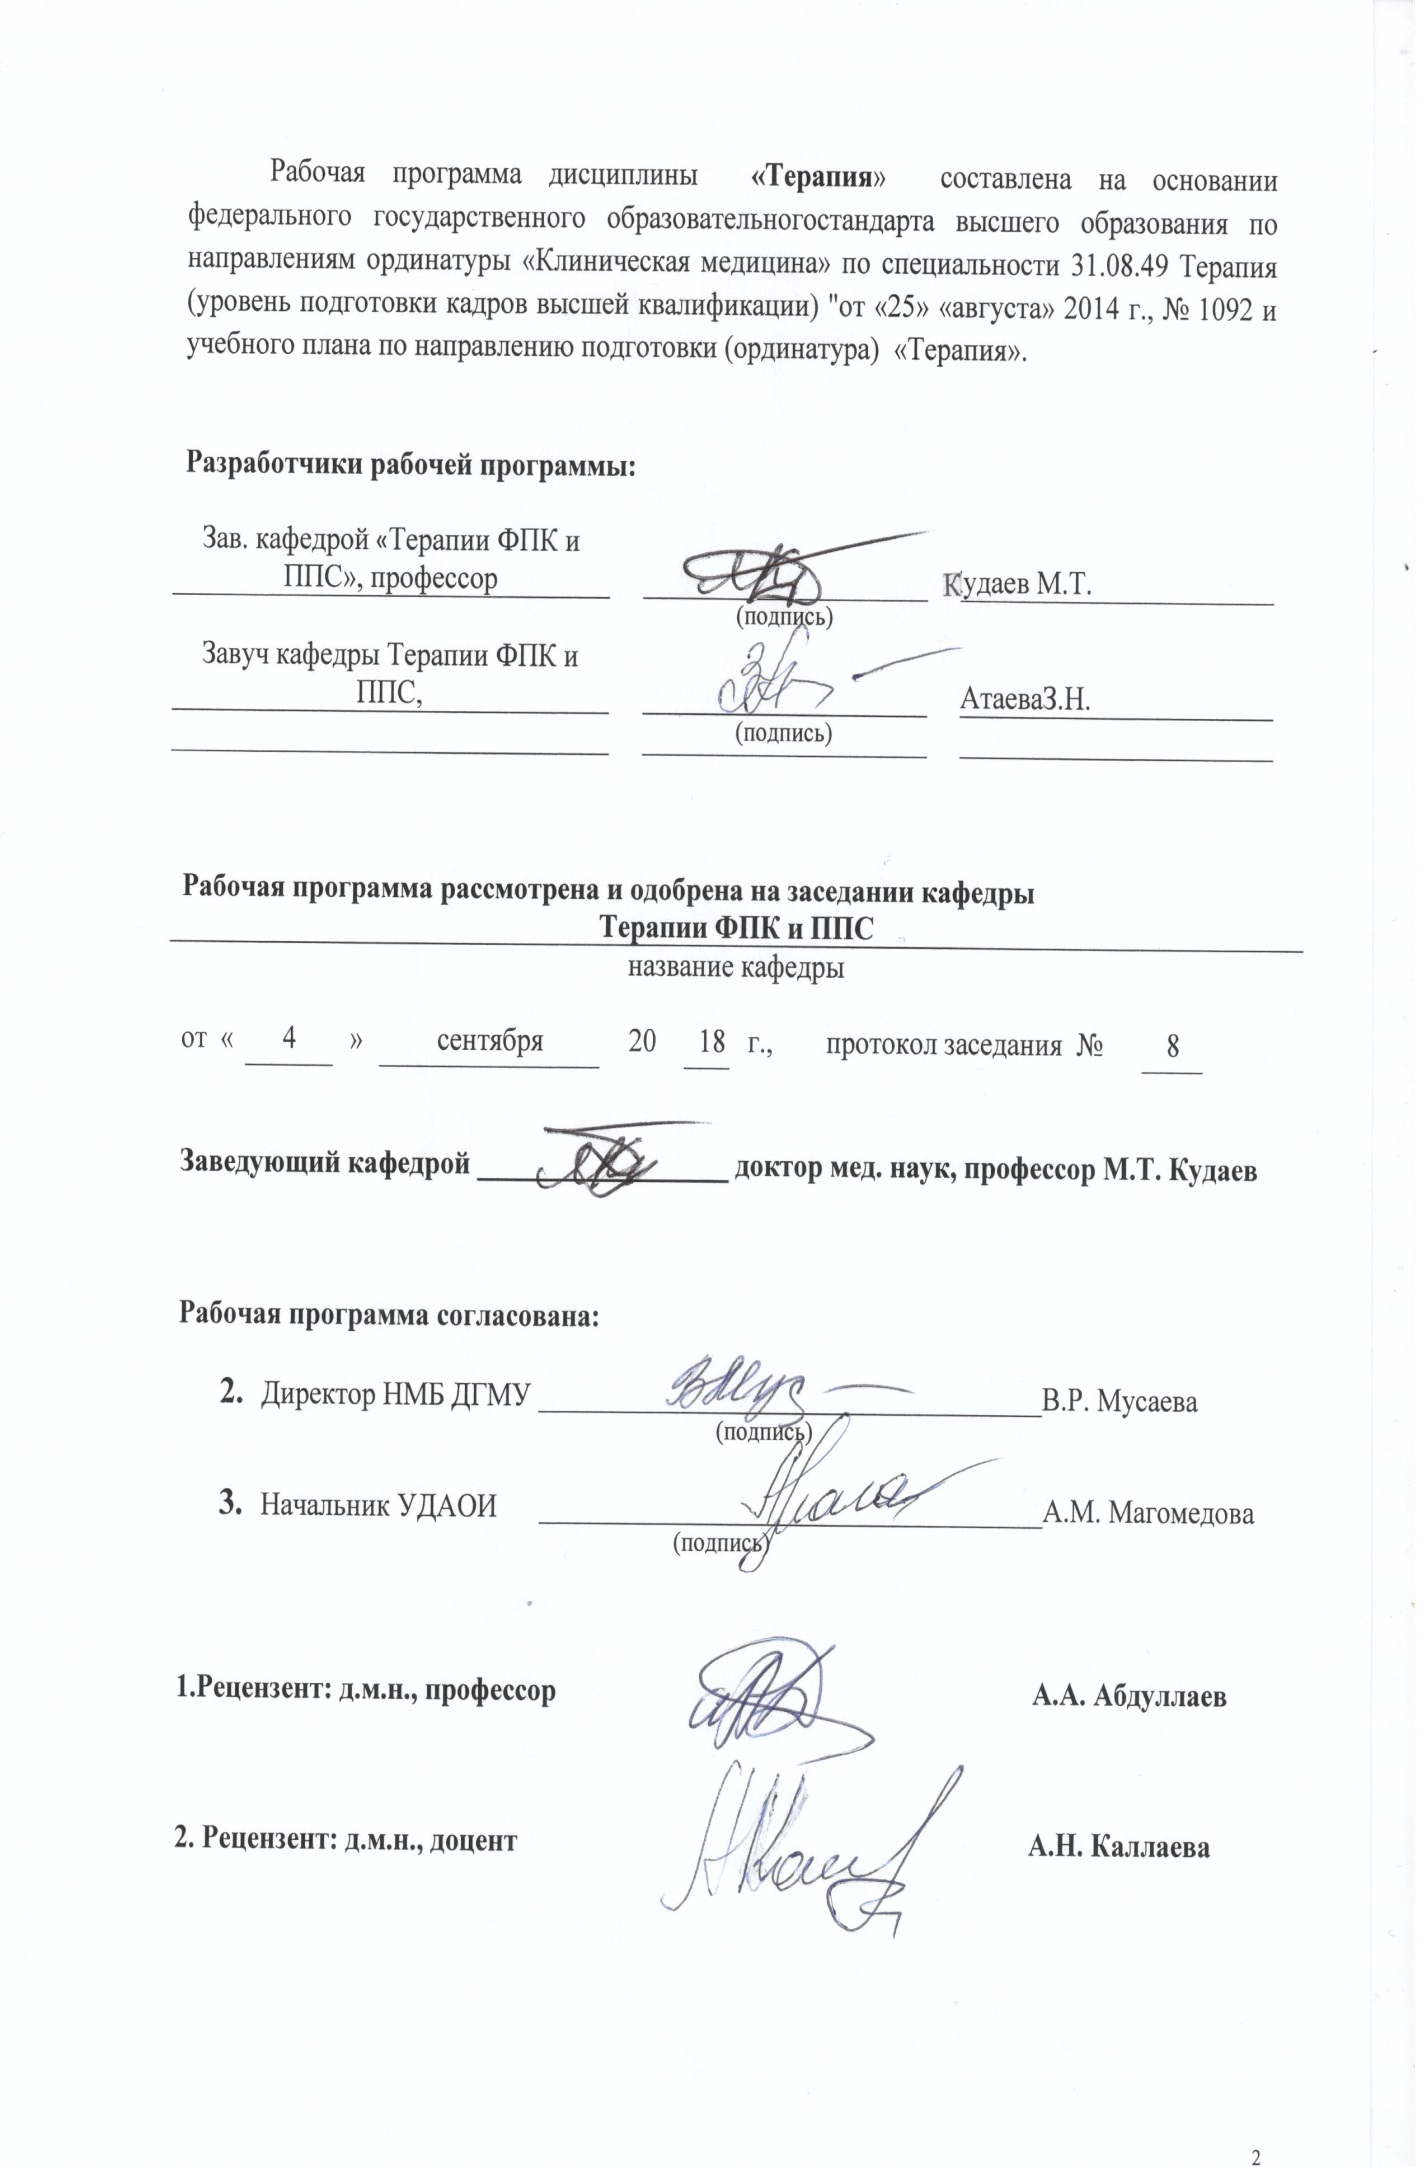 Рабочая программа дисциплины «Терапия» составлена на основании
федерального государственного образовательногостандарта высшего образования по
направлениям ординатуры «Клиническая медицина» по специальности 31.08.49 Терапия
(уровень подготовки кадров высшей квалификации) "от «25» «августа» 2014 г., № 1092 и
учебного плана по направлению подготовки (ординатура) «Терапия».
Разработчики рабочей программы:
Зав. кафедрой «Терапии ФПК и
ППС», профессор Кудаев М.Т.
(подпись)
Завуч кафедры Терапии ФПК и
ППС, АтаеваЗ.Н.
(подпись)
Рабочая программа рассмотрена и одобрена на заседании кафедры
Терапии ФПК и ППС
название кафедры
от « 4 » сентября 20 18 г., протокол заседания № 8
Заведующий кафедрой доктор мед. наук, профессор М.Т. Кудаев
Рабочая программа согласована:
2. Директор НМБ ДГМУ В.Р. Мусаева
(подпись)
3. Начальник УДАОИ А.М. Магомедова
(подпись)
1.Рецензент: д.м.н., профессор А.А. Абдуллаев
2. Рецензент: д.м.н., доцент А.Н. Каллаева
2